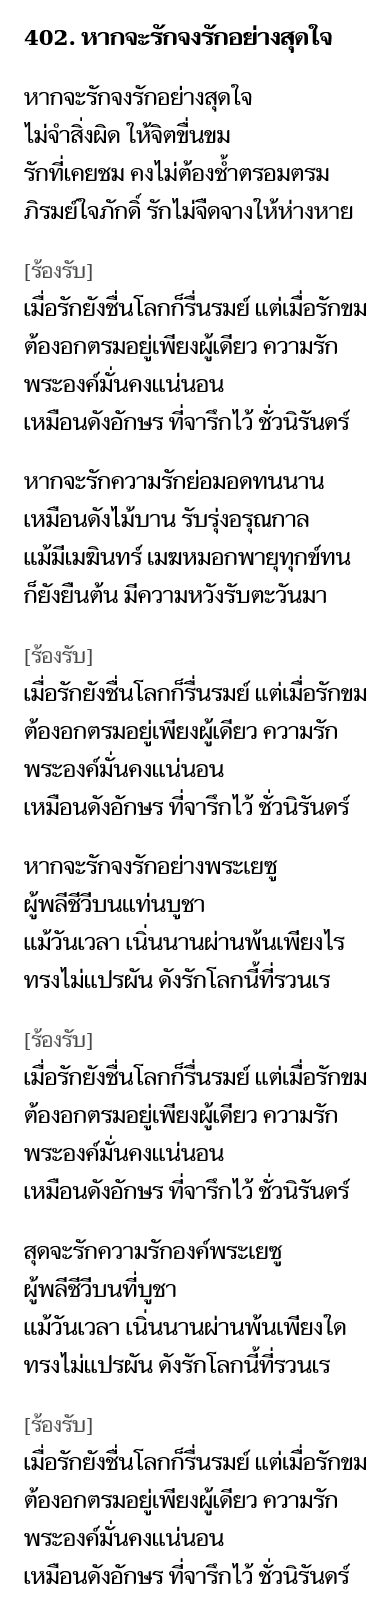 402. หากจะรักจงรักอย่างสุดใจ
หากจะรักจงรักอย่างสุดใจ
ไม่จำสิ่งผิด ให้จิตขื่นขม
รักที่เคยชม คงไม่ต้องช้ำตรอมตรม
ภิรมย์ใจภักดิ์ รักไม่จืดจางให้ห่างหาย
[ร้องรับ]
เมื่อรักยังชื่นโลกก็รื่นรมย์ แต่เมื่อรักขม
ต้องอกตรมอยู่เพียงผู้เดียว ความรัก
พระองค์มั่นคงแน่นอน
เหมือนดังอักษร ที่จารึกไว้ ชั่วนิรันดร์
หากจะรักความรักย่อมอดทนนาน
เหมือนดังไม้บาน รับรุ่งอรุณกาล
แม้มีเมฆินทร์ เมฆหมอกพายุทุกข์ทน
ก็ยังยืนต้น มีความหวังรับตะวันมา
[ร้องรับ]
เมื่อรักยังชื่นโลกก็รื่นรมย์ แต่เมื่อรักขม
ต้องอกตรมอยู่เพียงผู้เดียว ความรัก
พระองค์มั่นคงแน่นอน
เหมือนดังอักษร ที่จารึกไว้ ชั่วนิรันดร์
หากจะรักจงรักอย่างพระเยซู
ผู้พลีชีวีบนแท่นบูชา
แม้วันเวลา เนิ่นนานผ่านพ้นเพียงไร
ทรงไม่แปรผัน ดังรักโลกนี้ที่รวนเร
[ร้องรับ]
เมื่อรักยังชื่นโลกก็รื่นรมย์ แต่เมื่อรักขม
ต้องอกตรมอยู่เพียงผู้เดียว ความรัก
พระองค์มั่นคงแน่นอน
เหมือนดังอักษร ที่จารึกไว้ ชั่วนิรันดร์
สุดจะรักความรักองค์พระเยซู
ผู้พลีชีวีบนที่บูชา
แม้วันเวลา เนิ่นนานผ่านพ้นเพียงใด
ทรงไม่แปรผัน ดังรักโลกนี้ที่รวนเร
[ร้องรับ]
เมื่อรักยังชื่นโลกก็รื่นรมย์ แต่เมื่อรักขม
ต้องอกตรมอยู่เพียงผู้เดียว ความรัก
พระองค์มั่นคงแน่นอน
เหมือนดังอักษร ที่จารึกไว้ ชั่วนิรันดร์